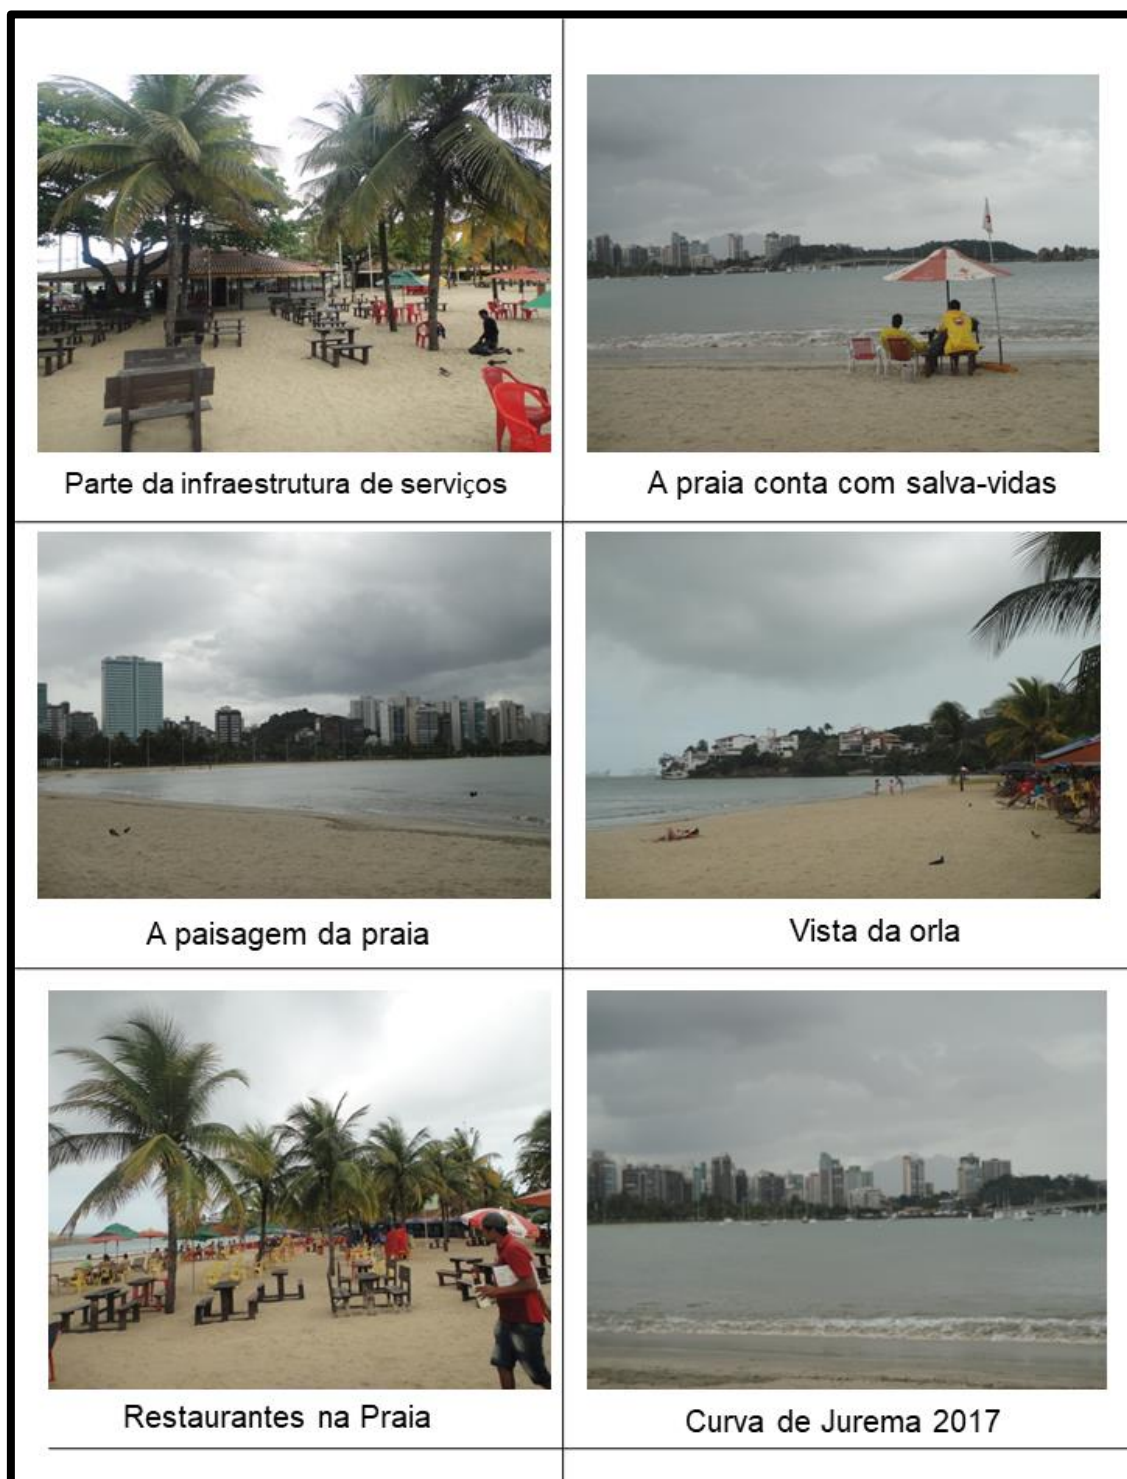 Parte da infraestrutura de serviços
A praia conta com salva-vidas
A paisagem da praia
Vista da orla
Restaurantes na Praia
Curva de Jurema 2017